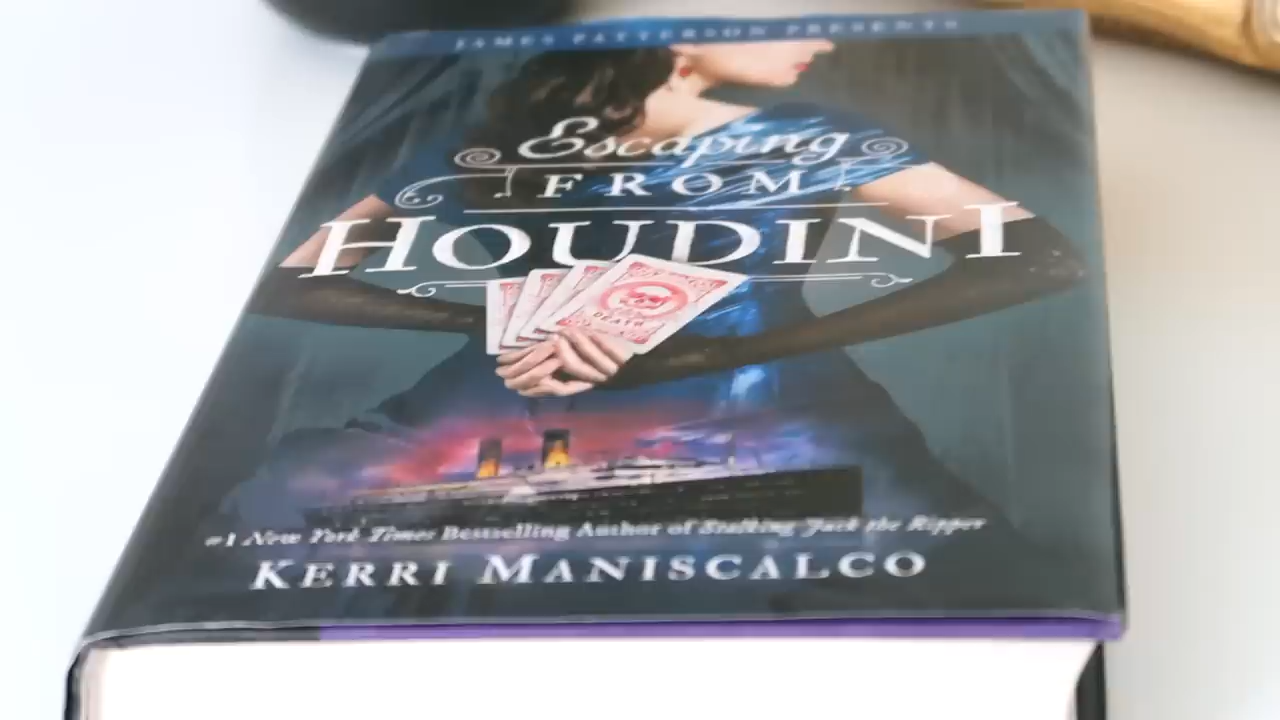 JAMES PATTERSON PRESENTS
Escaping
FROM
HOUDINI
DEATH
#1 New York Times Bestselling Author of Stalking Jack the Ripper
KERRI MANISCALCO